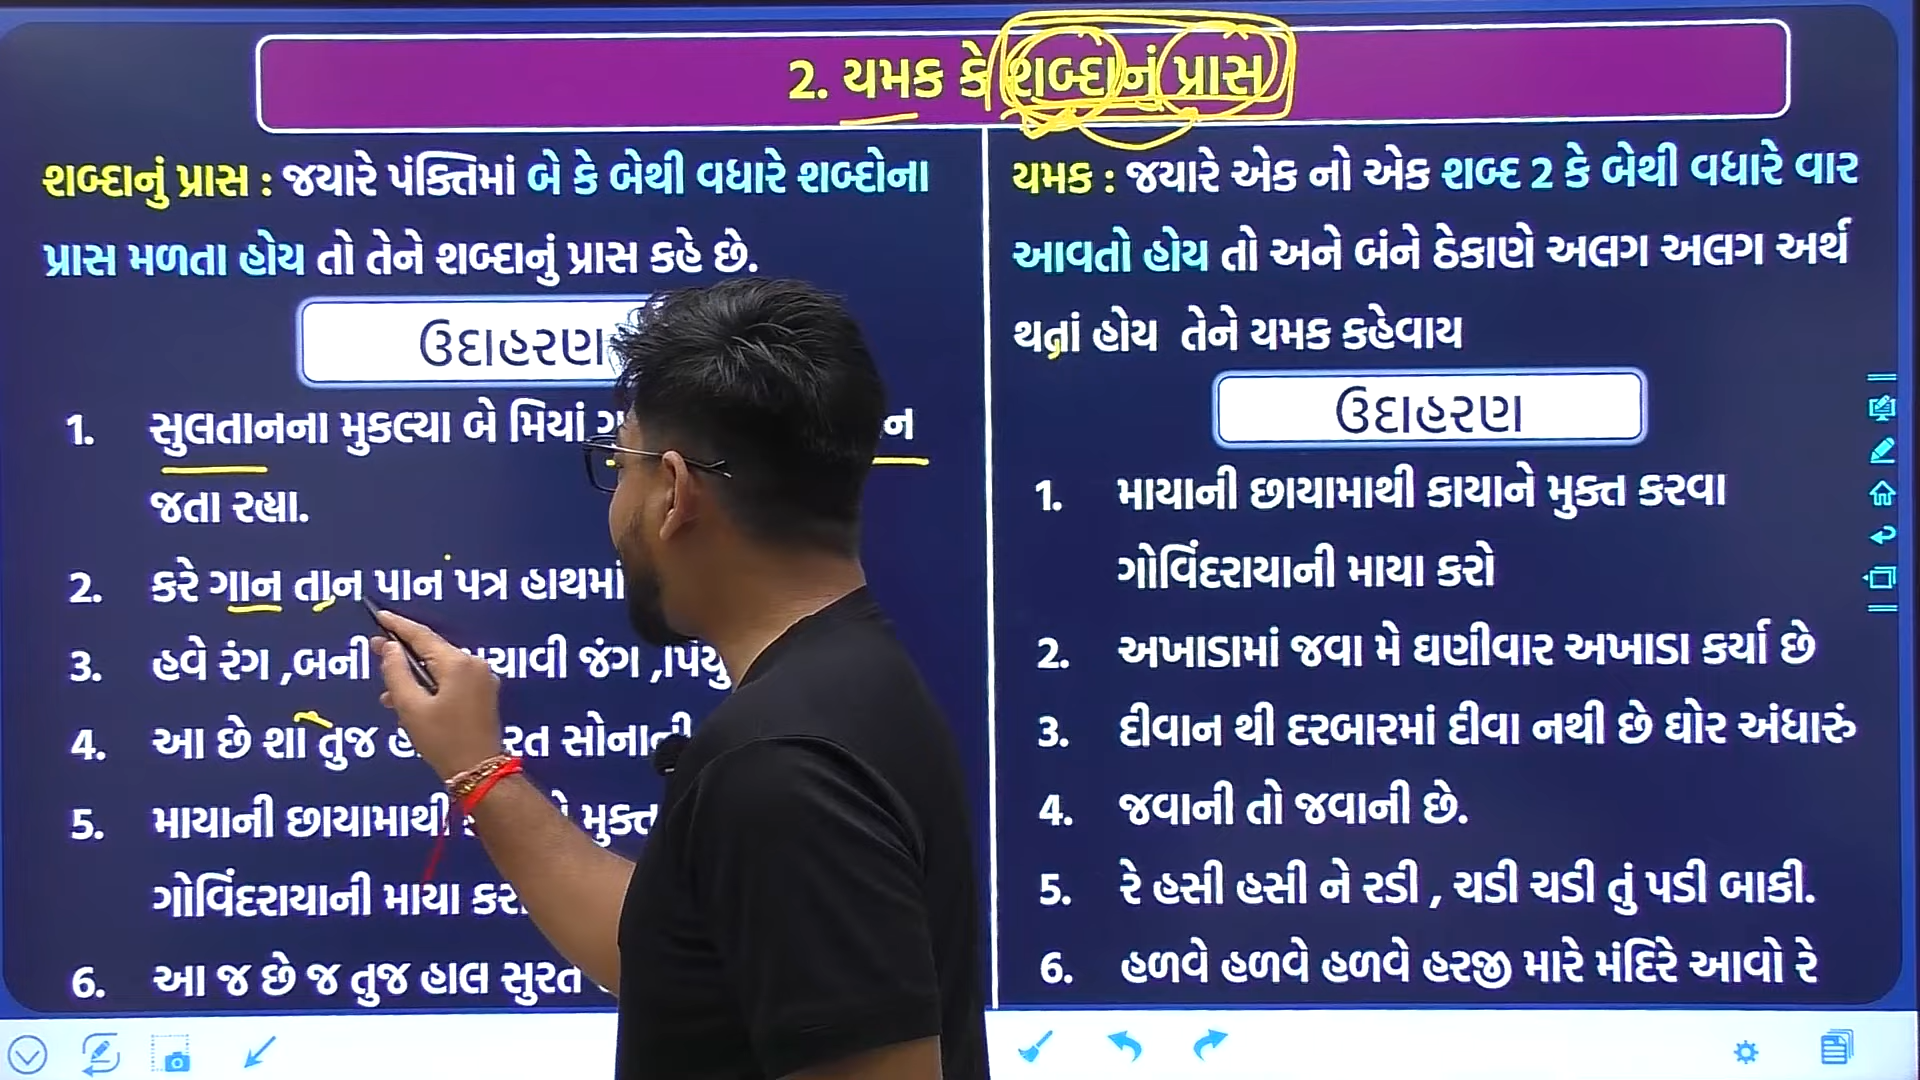 2. યમક કે શબ્દાનું પ્રાસ
શબ્દાનું પ્રાસ : જયારે પંક્તિમાં બે કે બેથી વધારે શબ્દોના
પ્રાસ મળતા હોય તો તેને શબ્દાનું પ્રાસ કહે છે.
ઉદાહરણ
1. સુલતાનના મુકલ્યા બે મિયાં
જતા રહ્યા.
2. કરે ગાન તાન પાન પત્ર હાથમાં
3. હવે રંગ ,બની જંગ
4. આ છે શી તુજ
5. માયાની છાયામાથી
ગોવિંદરાયાની માયા
6. આ જ છે જ તુજ હાલ સુરત
યમક : જયારે એક નો એક શબ્દ 2 કે બેથી વધારે વાર
આવતો હોય તો અને બંને ઠેકાણે અલગ અલગ અર્થ
થતાં હોય તેને યમક કહેવાય
ઉદાહરણ
1. માયાની છાયામાથી કાયાને મુક્ત કરવા
ગોવિંદરાયાની માયા કરો
2. અખાડામાં જવા મે ઘણીવાર અખાડા કર્યા છે
3. દીવાન થી દરબારમાં દીવા નથી છે ઘોર અંધારું
4. જવાની તો જવાની છે.
5. રે હસી હસી ને રડી , ચડી ચડી તું પડી બાકી.
6. હળવે હળવે હળવે હરજી મારે મંદિરે આવો રે